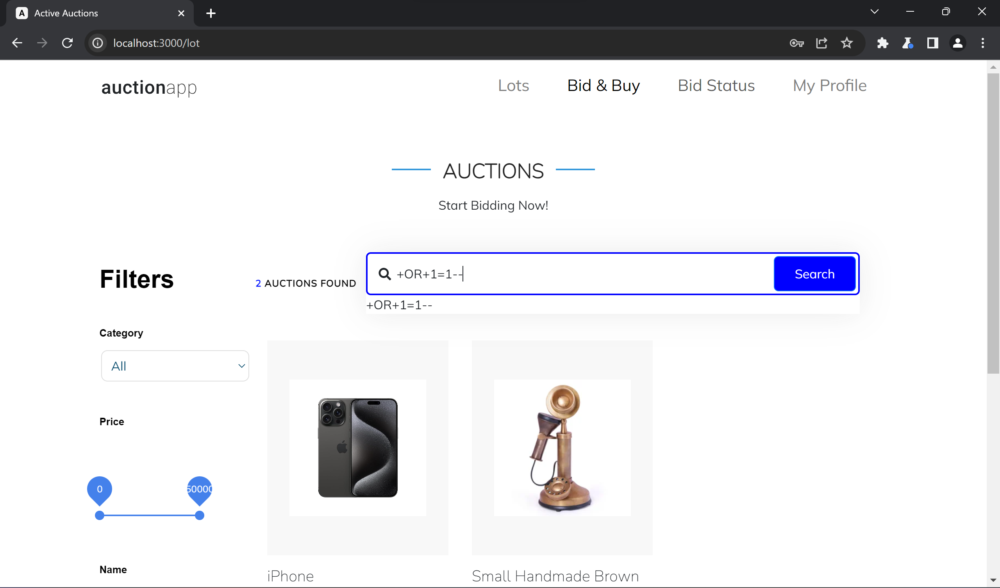 A Active Auctions
localhost:3000/lot
auctionapp
Lots Bid & Buy Bid Status My Profile
AUCTIONS
Start Bidding Now!
Filters
2 AUCTIONS FOUND
+OR+1=1--
Search
+OR+1=1--
Category
All
Price
0
50000
Name
iPhone
Small Handmade Brown